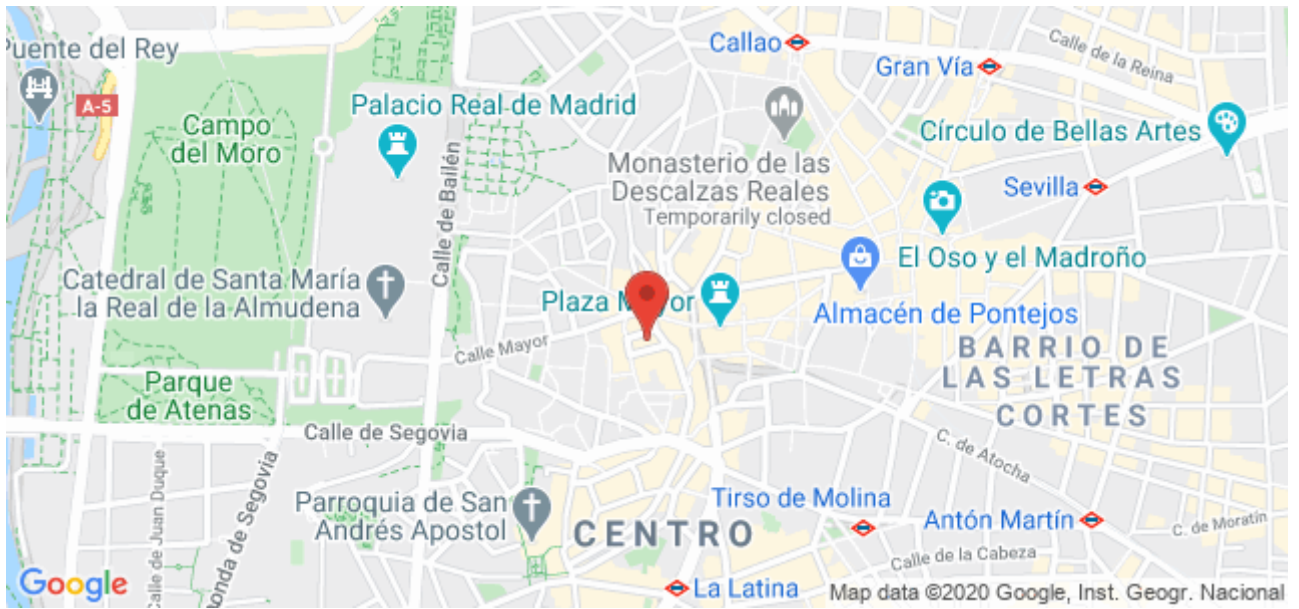 Puente del Rey
A-5
Campo
del Moro
Palacio Real de Madrid
Calle de Bailén
Callao
Gran Vía
Calle de la Reina
Círculo de Bellas Artes
Monasterio de las
Descalzas Reales
Temporarily closed
Sevilla
El Oso y el Madroño
Catedral de Santa María
la Real de la Almudena
Plaza Mayor
Almacén de Pontejos
Calle Mayor
BARRIO DE
LAS LETRAS
CORTES
Parque
de Atenas
Calle de Segovia
C. de Atocha
Calle de Juan Duque
Ronda de Segovia
Parroquia de San
Andrés Apostol
CENTRO
Tirso de Molina
Antón Martín
C. de Moratín
Calle de la Cabeza
La Latina
Google
Map data ©2020 Google, Inst. Geogr. Nacional